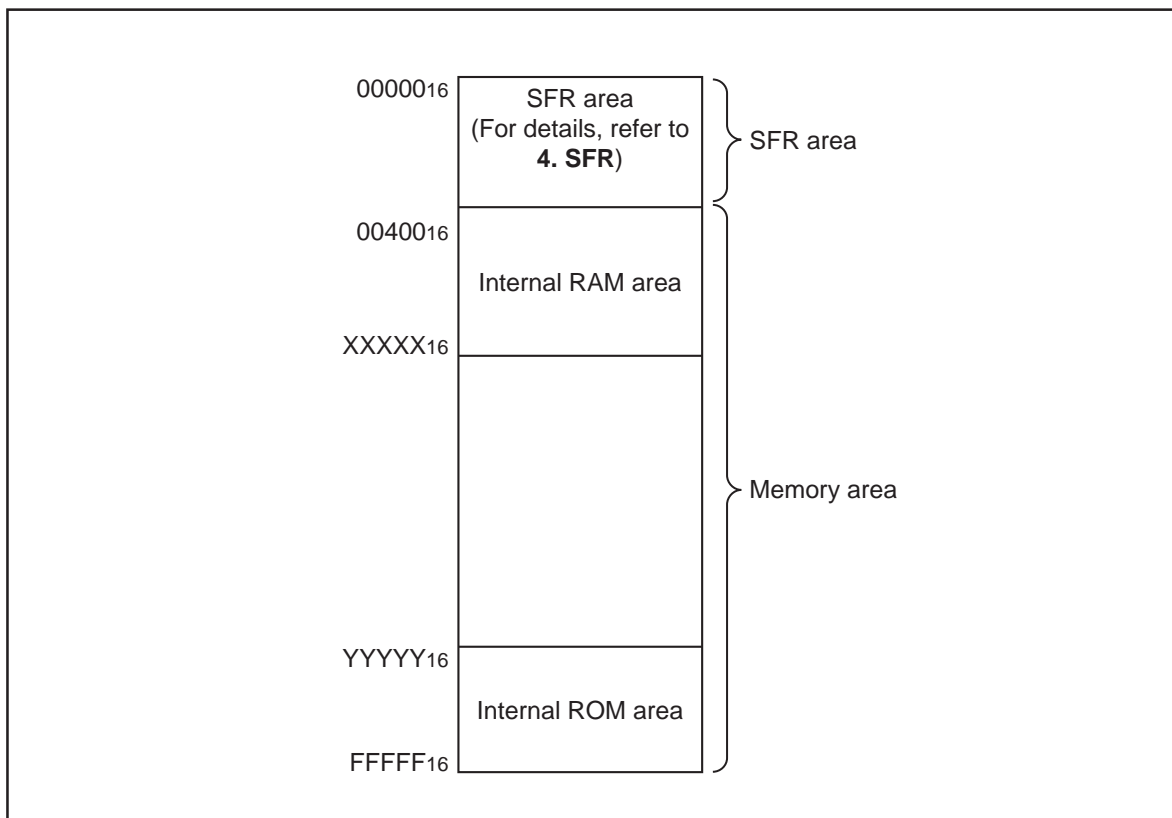 0000016
SFR area
(For details, refer to
4. SFR)
SFR area
0040016
Internal RAM area
XXXXX16
Memory area
YYYYY16
Internal ROM area
FFFFF16